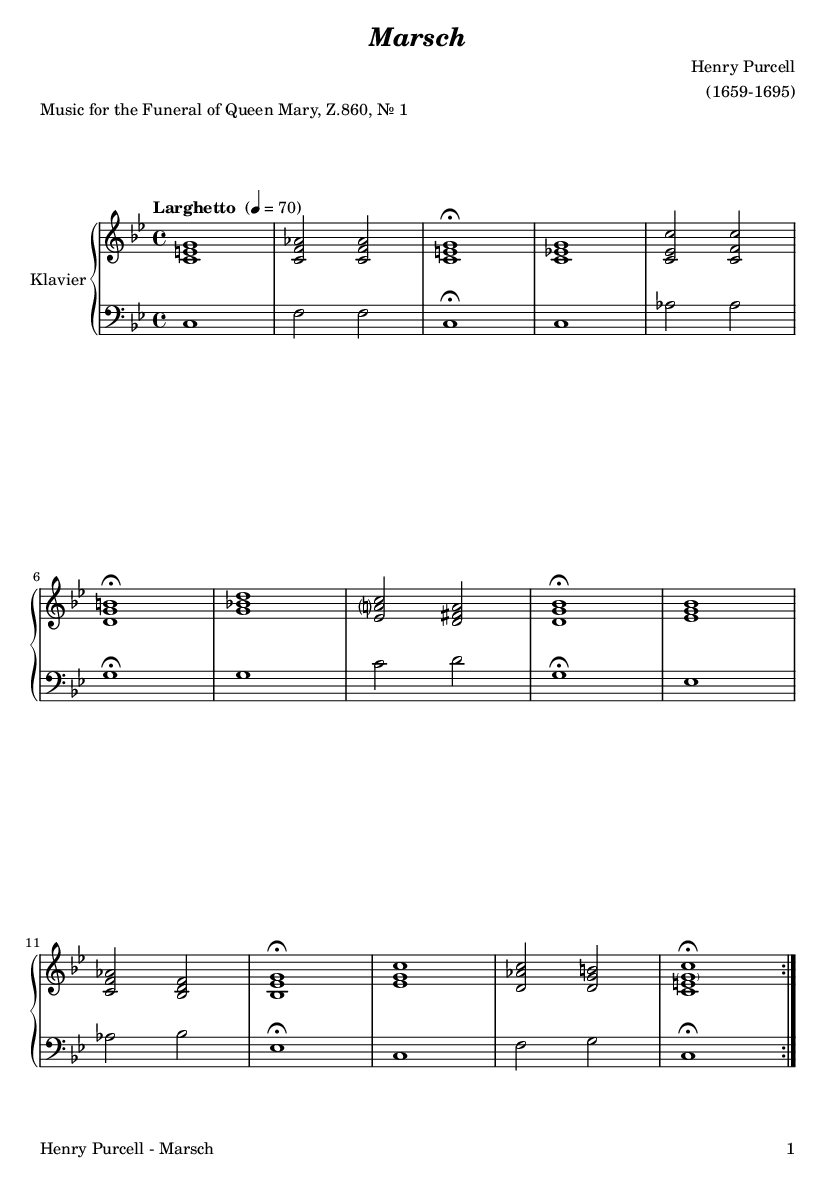 Marsch
Henry Purcell
(1659-1695)
Music for the Funeral of Queen Mary, Z.860, № 1
Larghetto (♩ = 70)
Klavier
6
11
Henry Purcell - Marsch 1